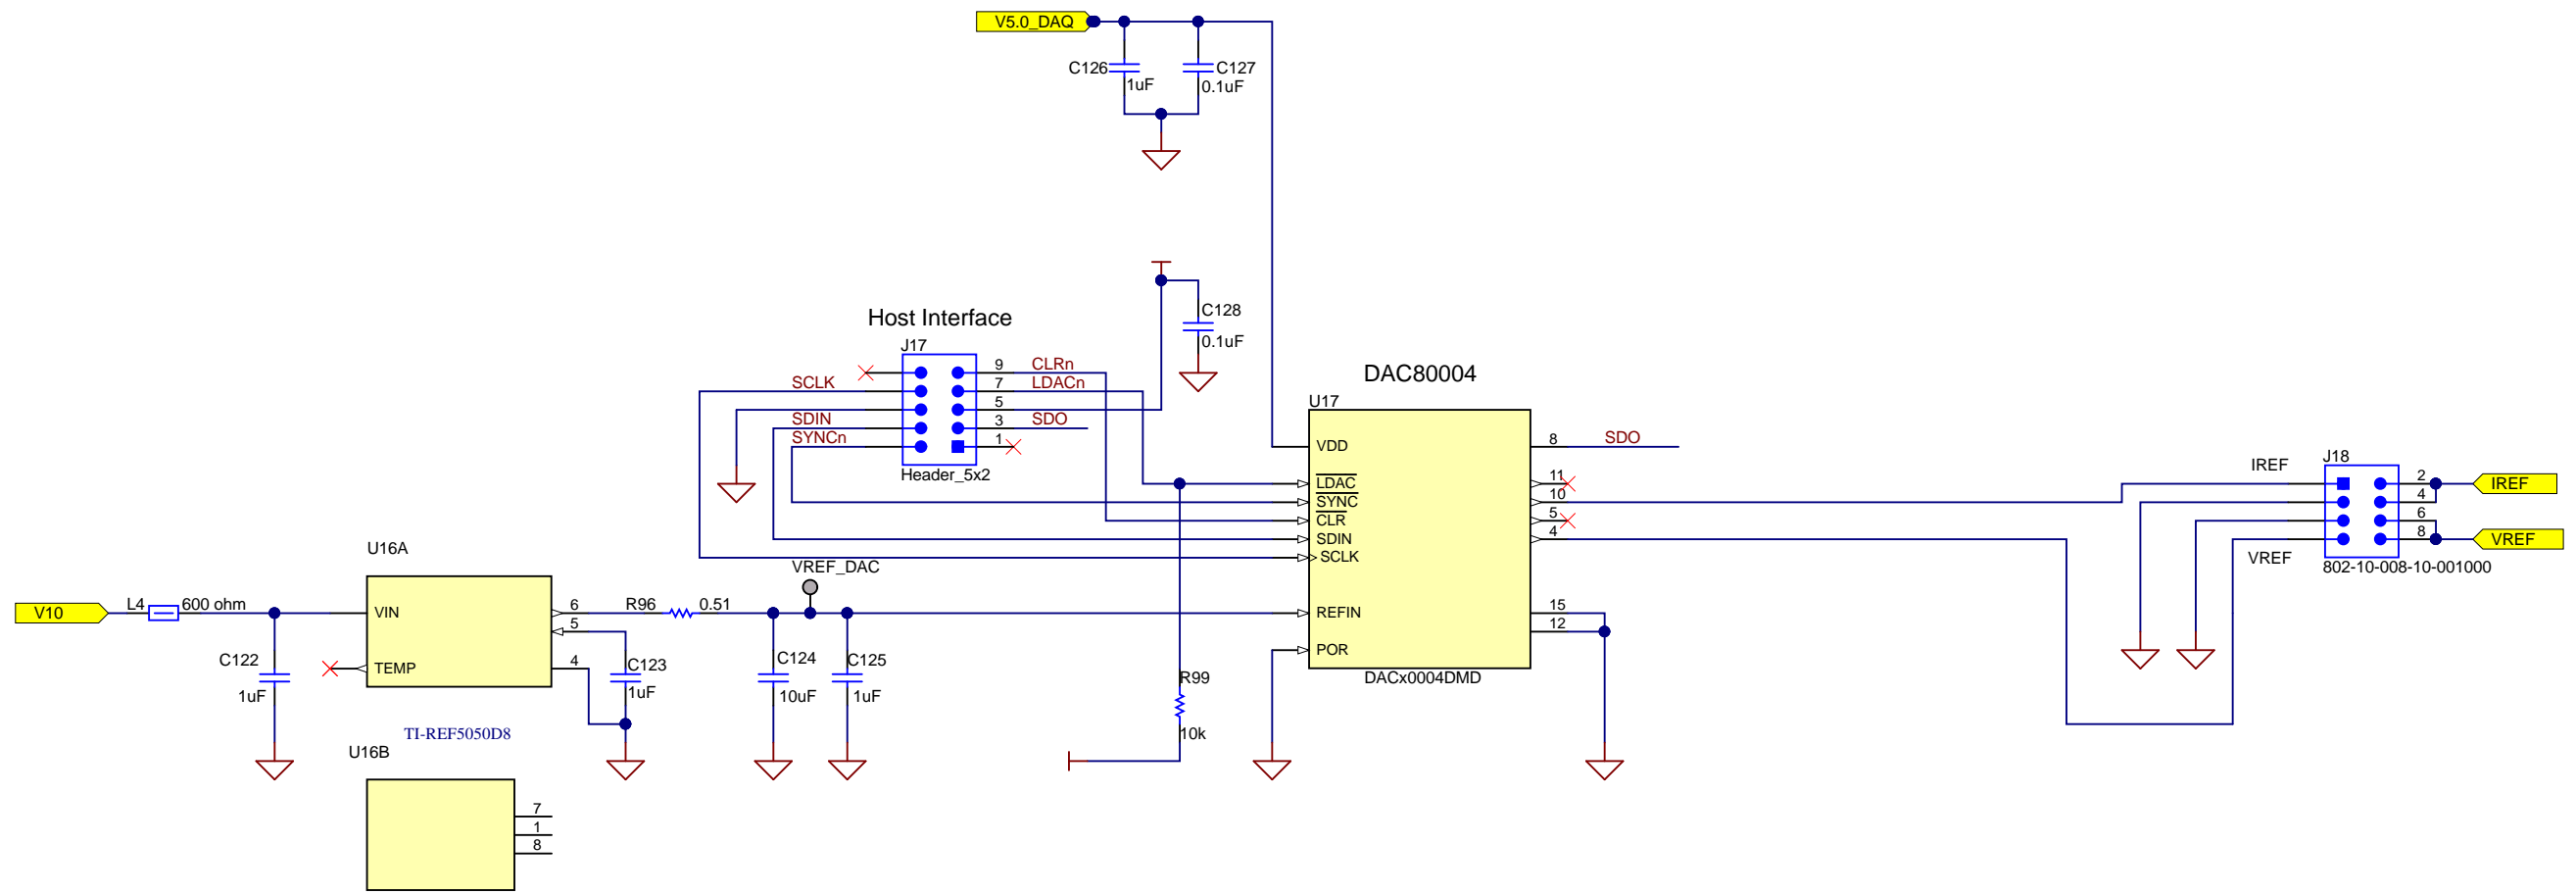 V5.0_DAQ
C126
1uF
C127
0.1uF
C128
0.1uF
Host Interface
J17
9
CLRn
SCLK
7
LDACn
5
SDIN
3
SDO
SYNCn
1
Header_5x2
DAC80004
U17
VDD
8
SDO
LDAC
11
SYNC
10
CLR
5
SDIN
4
SCLK
REFIN
15
12
POR
DACx0004DMD
IREF
J18
2
IREF
4
6
8
VREF
VREF
802-10-008-10-001000
U16A
VREF_DAC
V10
L4
600 ohm
VIN
6
R96
0.51
5
C122
1uF
TEMP
4
C123
1uF
C124
10uF
C125
1uF
R99
10k
TI-REF5050D8
U16B
7
1
8